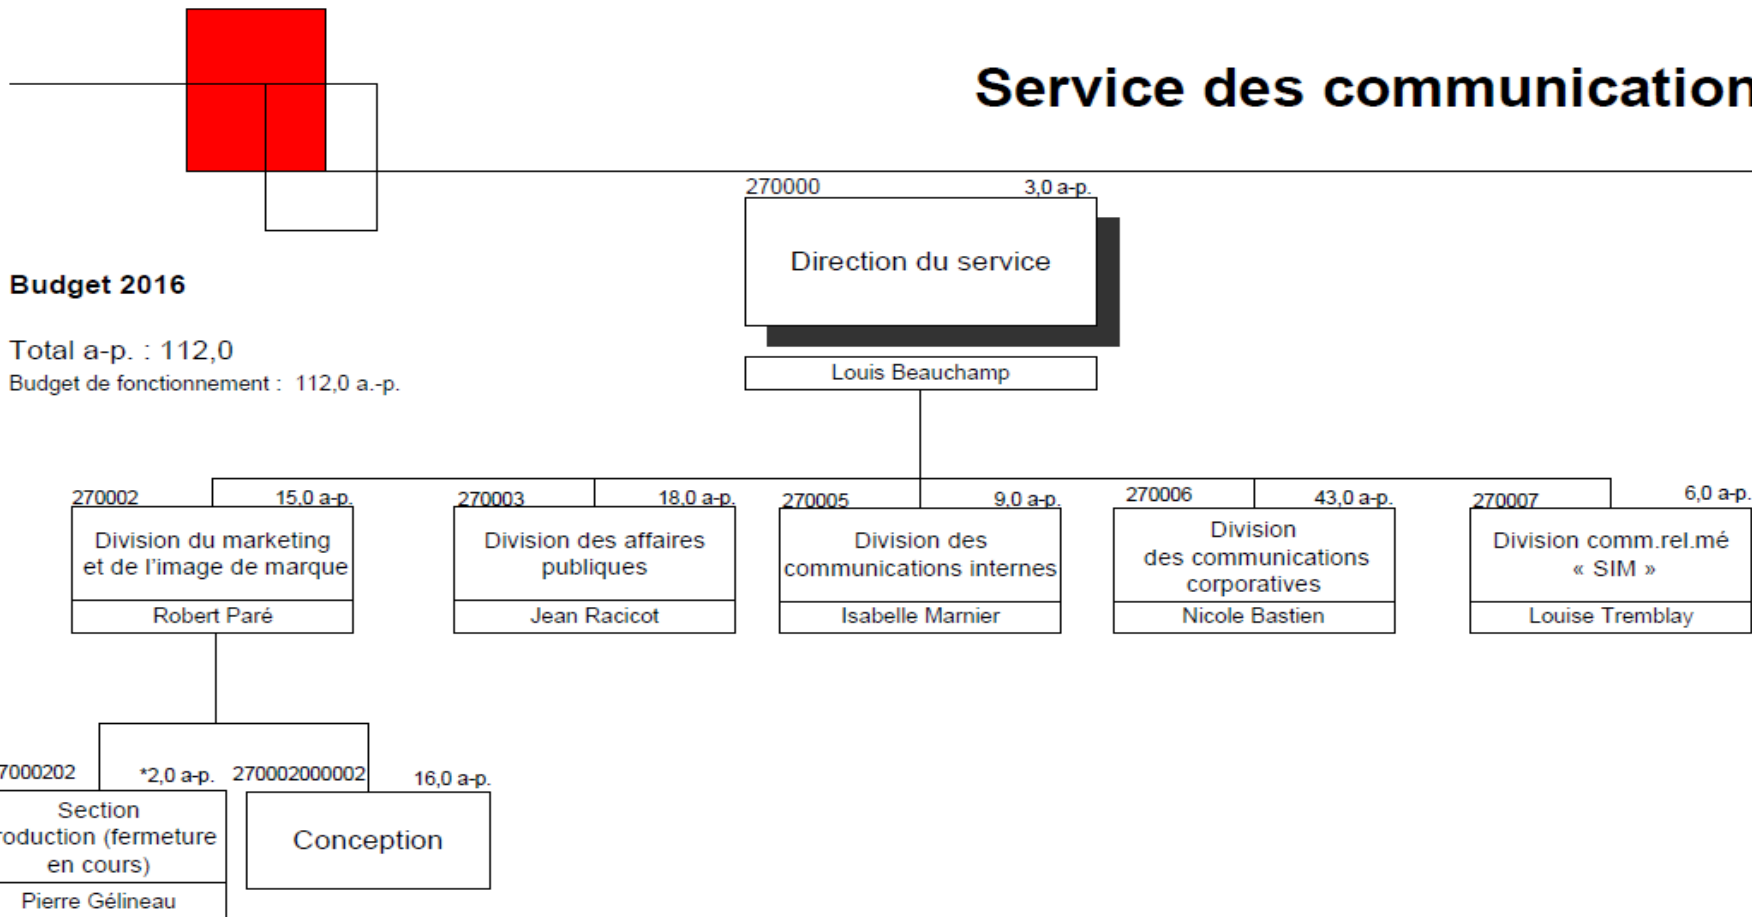 Service des communication
270000 3,0 a-p.
Direction du service
Louis Beauchamp
Budget 2016
Total a-p. : 112,0
Budget de fonctionnement : 112,0 a.-p.
270002 15,0 a-p.
Division du marketing
et de l'image de marque
Robert Paré
270003 18,0 a-p.
Division des affaires
publiques
Jean Racicot
270005 9,0 a-p.
Division des
communications internes
Isabelle Marnier
270006 43,0 a-p.
Division
des communications
corporatives
Nicole Bastien
270007 6,0 a-p.
Division comm.rel.mé
« SIM »
Louise Tremblay
7000202 *2,0 a-p.
Section
roduction (fermeture
en cours)
Pierre Gélineau
270002000002 16,0 a-p.
Conception